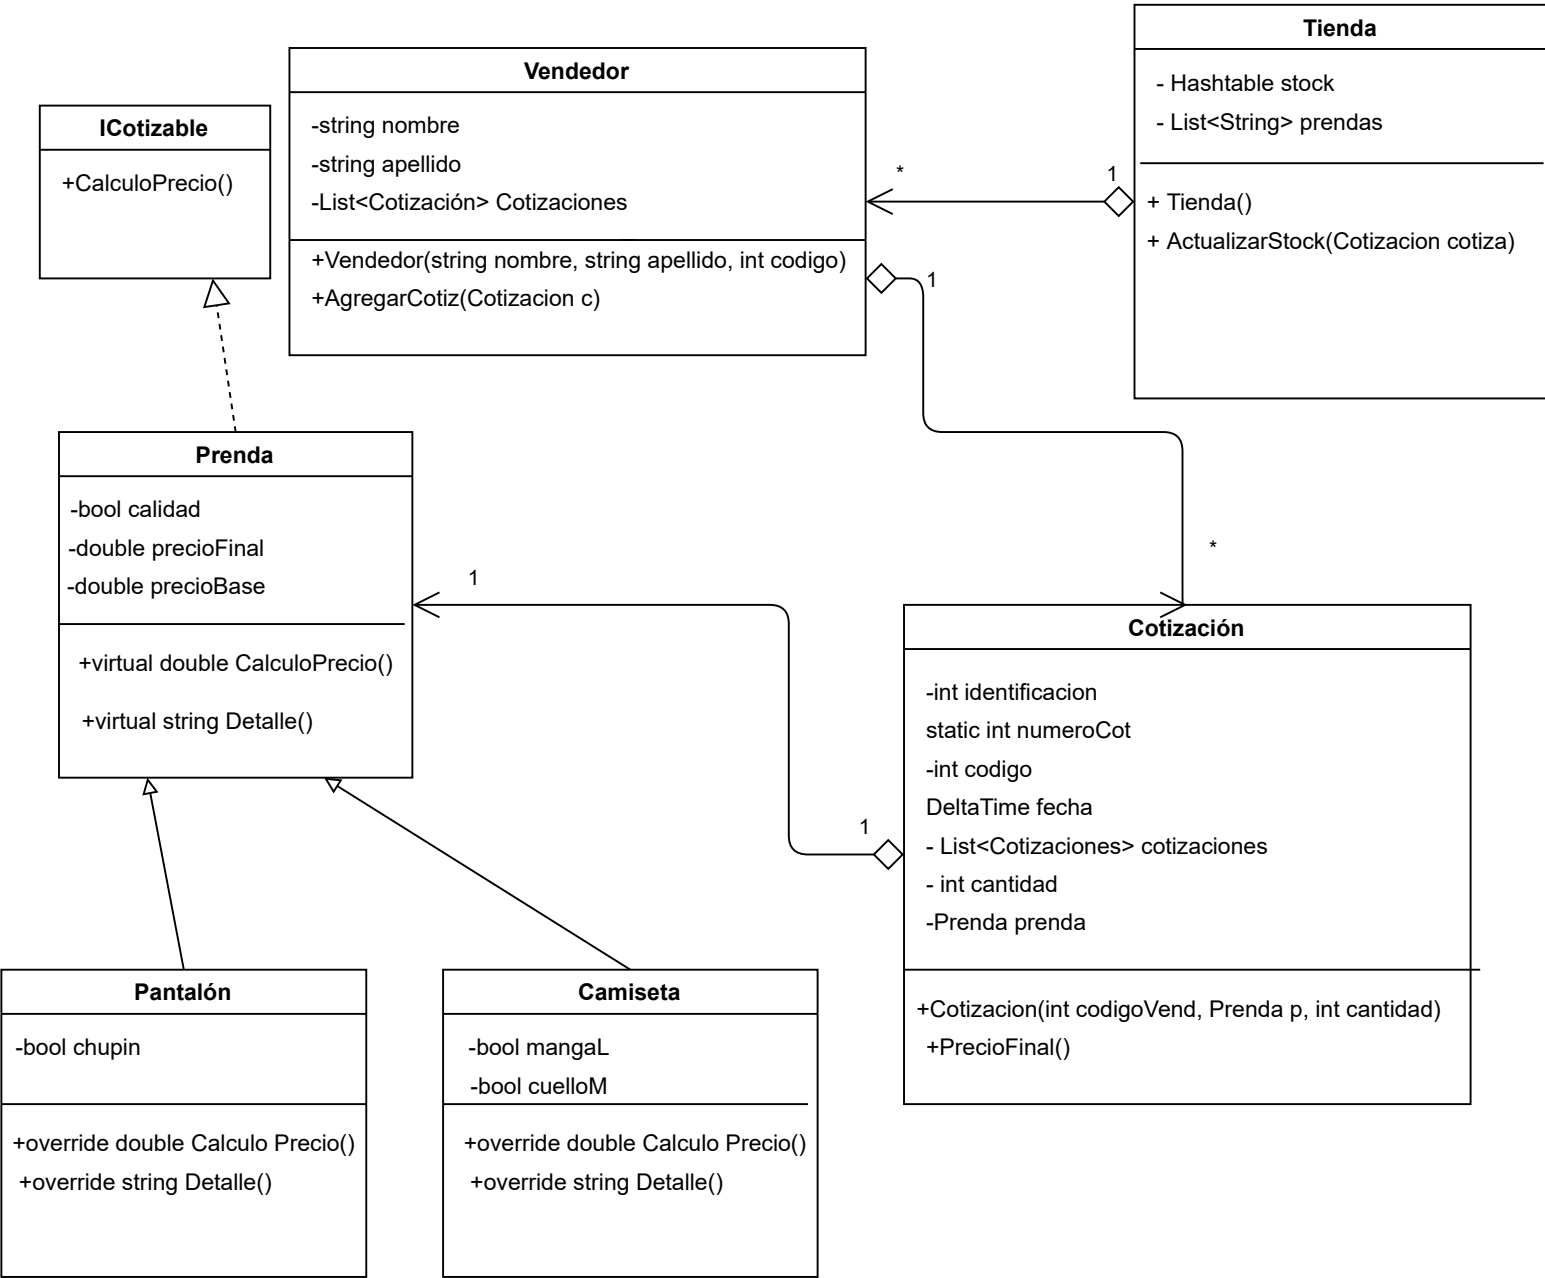 Tienda
- Hashtable stock
- List<String> prendas
+ Tienda()
+ ActualizarStock(Cotizacion cotiza)
Vendedor
-string nombre
-string apellido
-List<Cotización> Cotizaciones
+Vendedor(string nombre, string apellido, int codigo)
+AgregarCotiz(Cotizacion c)
*
1
1
*
ICotizable
+CalculoPrecio()
Prenda
-bool calidad
-double precioFinal
-double precioBase
+virtual double CalculoPrecio()
+virtual string Detalle()
1
1
Cotización
-int identificacion
static int numeroCot
-int codigo
DeltaTime fecha
- List<Cotizaciones> cotizaciones
- int cantidad
-Prenda prenda
+Cotizacion(int codigoVend, Prenda p, int cantidad)
+PrecioFinal()
Pantalón
-bool chupin
+override double Calculo Precio()
+override string Detalle()
Camiseta
-bool mangaL
-bool cuelloM
+override double Calculo Precio()
+override string Detalle()